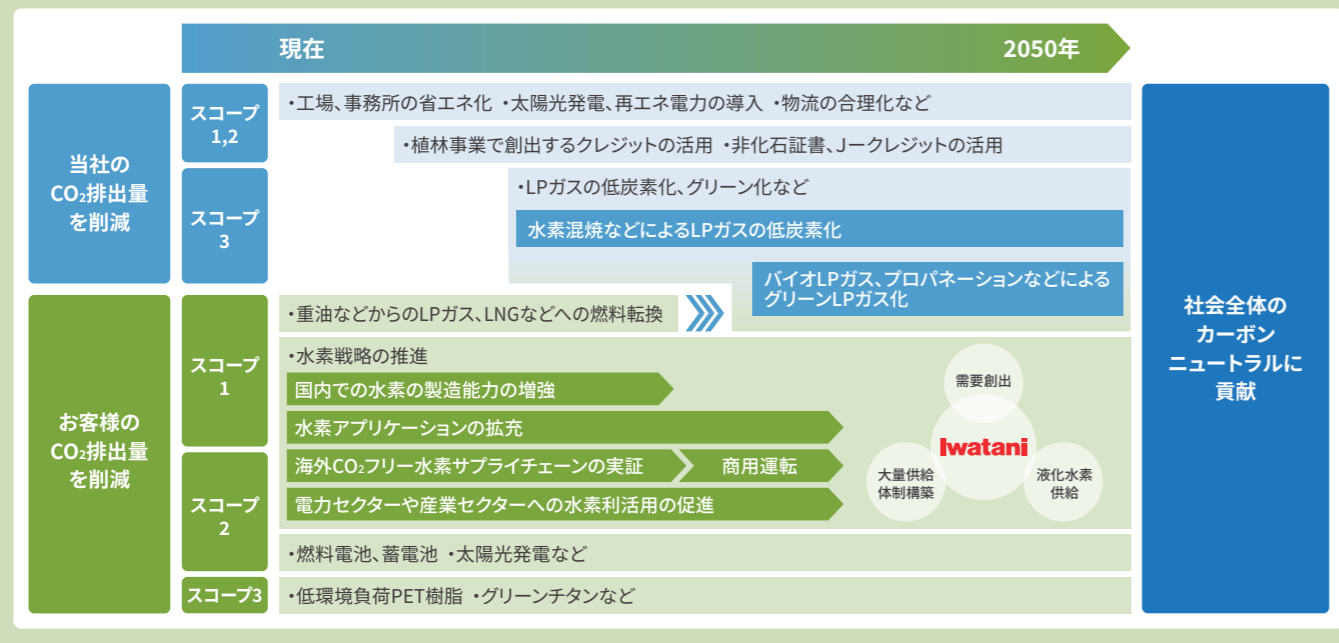 現在
2050年
当社の
CO₂排出量
を削減
スコープ
1,2
・工場、事務所の省エネ化 ・太陽光発電、再エネ電力の導入 ・物流の合理化など
・植林事業で創出するクレジットの活用 ・非化石証書、Jークレジットの活用
スコープ
3
・LPガスの低炭素化、グリーン化など
水素混焼などによるLPガスの低炭素化
バイオLPガス、プロパネーションなどによる
グリーンLPガス化
お客様の
CO₂排出量
を削減
スコープ
1
・重油などからのLPガス、LNGなどへの燃料転換
・水素戦略の推進
国内での水素の製造能力の増強
水素アプリケーションの拡充
スコープ
2
海外CO₂フリー水素サプライチェーンの実証
商用運転
電力セクターや産業セクターへの水素利活用の促進
需要創出
Iwatani
大量供給
体制構築
液化水素
供給
・燃料電池、蓄電池 ・太陽光発電など
スコープ3
・低環境負荷PET樹脂 ・グリーンチタンなど
社会全体の
カーボン
ニュートラルに
貢献